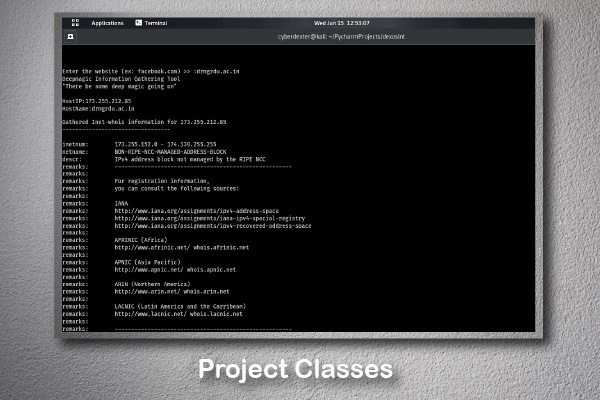 Applications Terminal Wed Jun 15 12:53:07
cyberdexter@kali: ~/PycharmProjects/dexosint
Enter the website (ex: facebook.com) >> :drmgrdu.ac.in
Deepmagic Information Gathering Tool
"There be some deep magic going on"
HostIP:173.255.212.85
HostName:drmgrdu.ac.in
Gathered Inet-whois information for 173.255.212.85
---------------------------------
inetnum: 173.255.152.0 - 174.139.255.255
netname: NON-RIPE-NCC-MANAGED-ADDRESS-BLOCK
descr: IPv4 address block not managed by the RIPE NCC
remarks: ------------------------------------------------------
remarks:
remarks: For registration information,
remarks: you can consult the following sources:
remarks:
remarks: IANA
remarks: http://www.iana.org/assignments/ipv4-address-space
remarks: http://www.iana.org/assignments/iana-ipv4-special-registry
remarks: http://www.iana.org/assignments/ipv4-recovered-address-space
remarks:
remarks: AFRINIC (Africa)
remarks: http://www.afrinic.net/ whois.afrinic.net
remarks:
remarks: APNIC (Asia Pacific)
remarks: http://www.apnic.net/ whois.apnic.net
remarks:
remarks: ARIN (Northern America)
remarks: http://www.arin.net/ whois.arin.net
remarks:
remarks: LACNIC (Latin America and the Carribean)
remarks: http://www.lacnic.net/ whois.lacnic.net
remarks:
remarks: ------------------------------------------------------
Project Classes